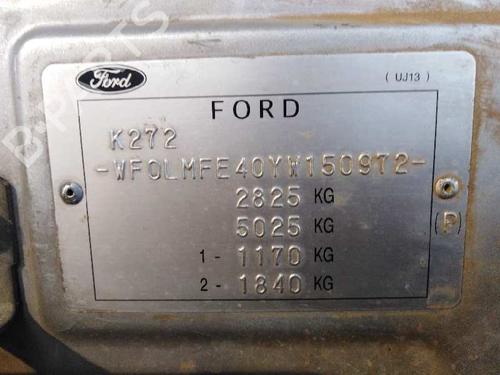 Ford
( UJ13 )
FORD
K272
-WF0LMFE40YW150972-
2825 KG
5025 KG
(P)
1 - 1170 KG
2 - 1840 KG